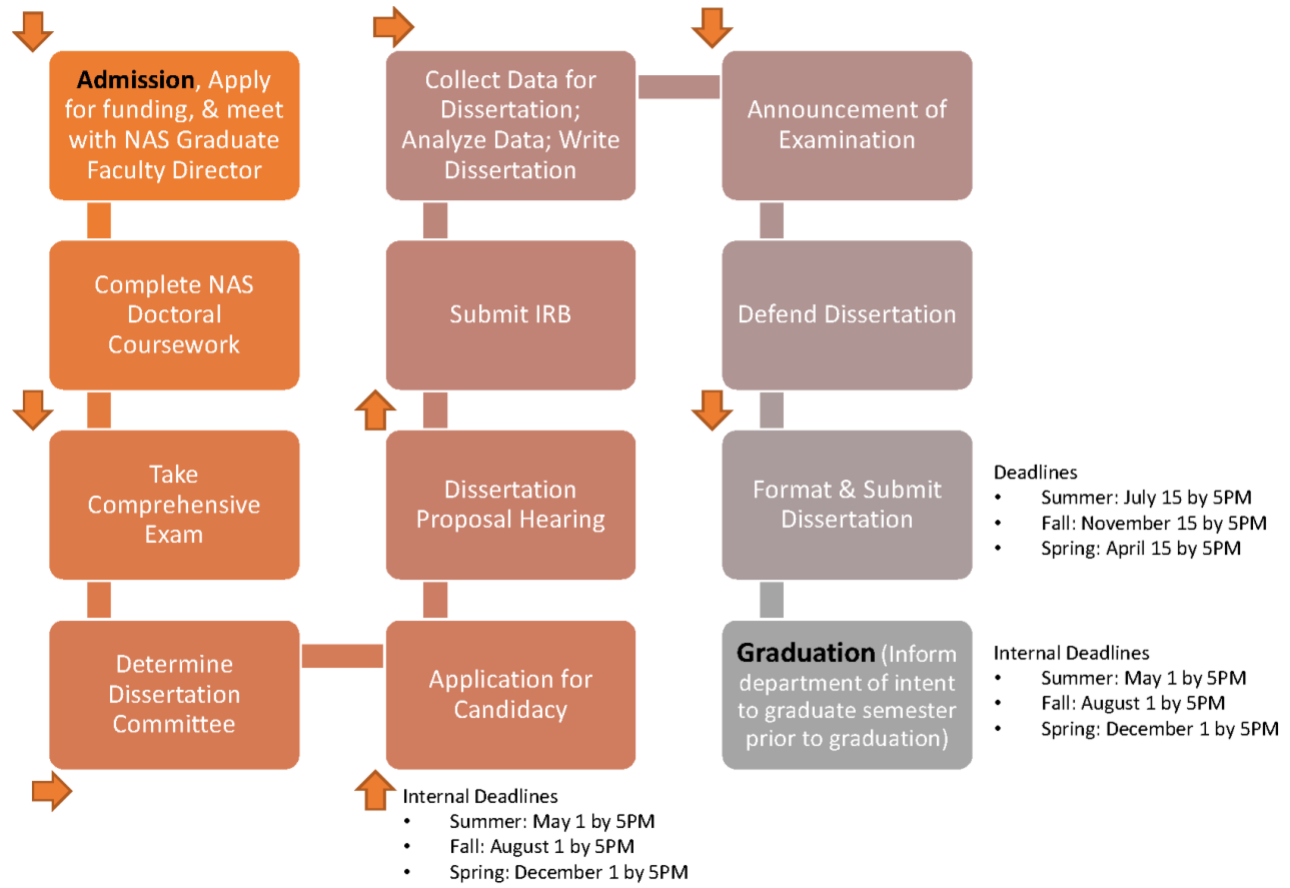 Admission, Apply
for funding, & meet
with NAS Graduate
Faculty Director
Complete NAS
Doctoral
Coursework
Take
Comprehensive
Exam
Determine
Dissertation
Committee
Application for
Candidacy
Internal Deadlines
• Summer: May 1 by 5PM
• Fall: August 1 by 5PM
• Spring: December 1 by 5PM
Dissertation
Proposal Hearing
Submit IRB
Collect Data for
Dissertation;
Analyze Data; Write
Dissertation
Announcement of
Examination
Defend Dissertation
Format & Submit
Dissertation
Deadlines
• Summer: July 15 by 5PM
• Fall: November 15 by 5PM
• Spring: April 15 by 5PM
Graduation (Inform
department of intent
to graduate semester
prior to graduation)
Internal Deadlines
• Summer: May 1 by 5PM
• Fall: August 1 by 5PM
• Spring: December 1 by 5PM